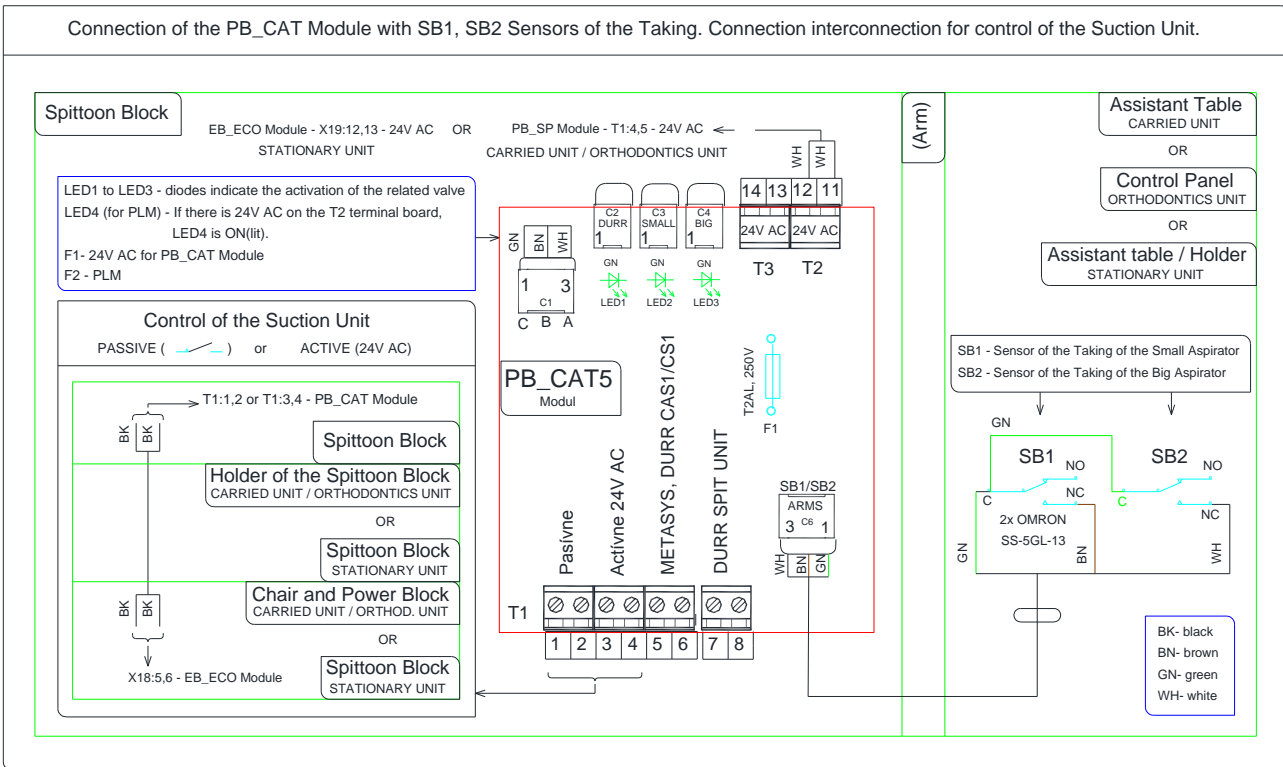 Connection of the PB_CAT Module with SB1, SB2 Sensors of the Taking. Connection interconnection for control of the Suction Unit.
Spittoon Block
EB_ECO Module - X19:12,13 - 24V AC OR PB_SP Module - T1:4,5 - 24V AC
STATIONARY UNIT CARRIED UNIT / ORTHODONTICS UNIT
LED1 to LED3 - diodes indicate the activation of the related valve
LED4 (for PLM) - If there is 24V AC on the T2 terminal board,
LED4 is ON(lit).
F1- 24V AC for PB_CAT Module
F2 - PLM
Control of the Suction Unit
PASSIVE ( ) or ACTIVE (24V AC)
T1:1,2 or T1:3,4 - PB_CAT Module
BK BK
Spittoon Block
Holder of the Spittoon Block
CARRIED UNIT / ORTHODONTICS UNIT
OR
Spittoon Block
STATIONARY UNIT
Chair and Power Block
CARRIED UNIT / ORTHOD. UNIT
BK BK
OR
Spittoon Block
STATIONARY UNIT
X18:5,6 - EB_ECO Module
GN BN WH
1 3
C1
C B A
C2 C3 C4
DURR SMALL BIG
1 1 1
GN GN GN
LED1 LED2 LED3
WH WH
14 13 12 11
24V AC 24V AC
T3 T2
PB_CAT5
Modul
T2AL, 250V
F1
Pasívne
Actívne 24V AC
METASYS, DURR CAS1/CS1
DURR SPIT UNIT
T1
1 2 3 4 5 6 7 8
SB1/SB2
ARMS
3 C6 1
WH BN GN
(Arm)
Assistant Table
CARRIED UNIT
OR
Control Panel
ORTHODONTICS UNIT
OR
Assistant table / Holder
STATIONARY UNIT
SB1 - Sensor of the Taking of the Small Aspirator
SB2 - Sensor of the Taking of the Big Aspirator
GN
SB1 SB2
NO NO
C NC C NC
2x OMRON
SS-5GL-13
GN BN WH
BK- black
BN- brown
GN- green
WH- white